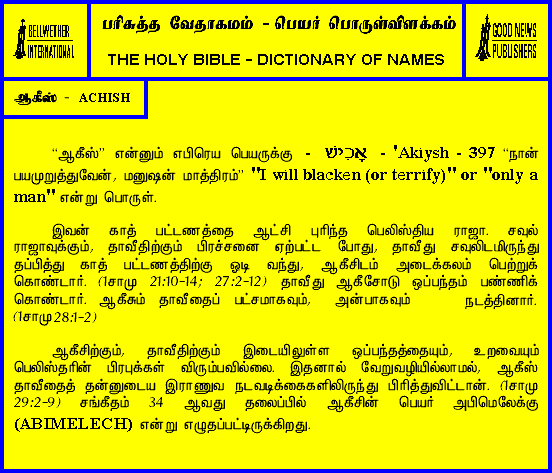 BELLWETHER
INTERNATIONAL
பரிசுத்த வேதாகமம் - பெயர் பொருள்விளக்கம்
THE HOLY BIBLE - DICTIONARY OF NAMES
GOOD NEWS
PUBLISHERS
ஆகீஸ் - ACHISH
“ஆகீஸ்” என்னும் எபிரெய பெயருக்கு - אָכִישׁ - 'Akiysh - 397 “நான்
பயமுறுத்துவேன், மனுஷன் மாத்திரம்” "I will blacken (or terrify)" or "only a
man" என்று பொருள்.
இவன் காத் பட்டணத்தை ஆட்சி புரிந்த பெலிஸ்திய ராஜா. சவுல்
ராஜாவுக்கும், தாவீதிற்கும் பிரச்சனை ஏற்பட்ட போது, தாவீது சவுலிடமிருந்து
தப்பித்து காத் பட்டணத்திற்கு ஓடி வந்து, ஆகீசிடம் அடைக்கலம் பெற்றுக்
கொண்டார். (1சாமு 21:10-14; 27:2-12) தாவீது ஆகீசோடு ஒப்பந்தம் பண்ணிக்
கொண்டார். ஆகீசும் தாவீதைப் பட்சமாகவும், அன்பாகவும் நடத்தினார்.
(1சாமு28:1-2)
ஆகீசிற்கும், தாவீதிற்கும் இடையிலுள்ள ஒப்பந்தத்தையும், உறவையும்
பெலிஸ்தரின் பிரபுக்கள் விரும்பவில்லை. இதனால் வேறுவழியில்லாமல், ஆகீஸ்
தாவீதைத் தன்னுடைய இராணுவ நடவடிக்கைகளிலிருந்து பிரித்துவிட்டான். (1சாமு
29:2-9) சங்கீதம் 34 ஆவது தலைப்பில் ஆகீசின் பெயர் அபிமெலேக்கு
(ABIMELECH) என்று எழுதப்பட்டிருக்கிறது.